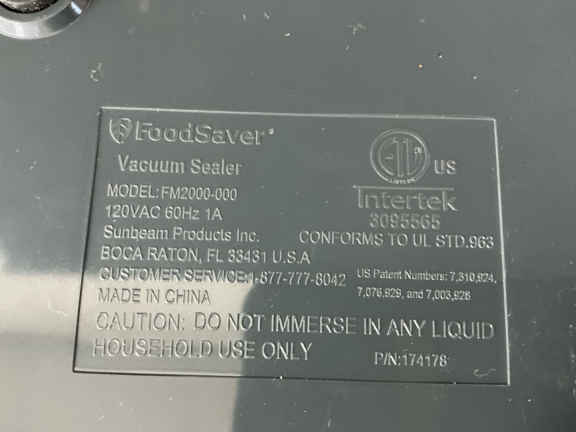 FoodSaver®
Vacuum Sealer
MODEL:FM2000-000
120VAC 60Hz 1A
Sunbeam Products Inc.
BOCA RATON, FL 33431 U.S.A
CUSTOMER SERVICE:1-877-777-8042
MADE IN CHINA
ETL US
Intertek
3095565
CONFORMS TO UL STD.963
US Patent Numbers: 7,310,924,
7,076,929, and 7,003,928
CAUTION: DO NOT IMMERSE IN ANY LIQUID
HOUSEHOLD USE ONLY
P/N:174178